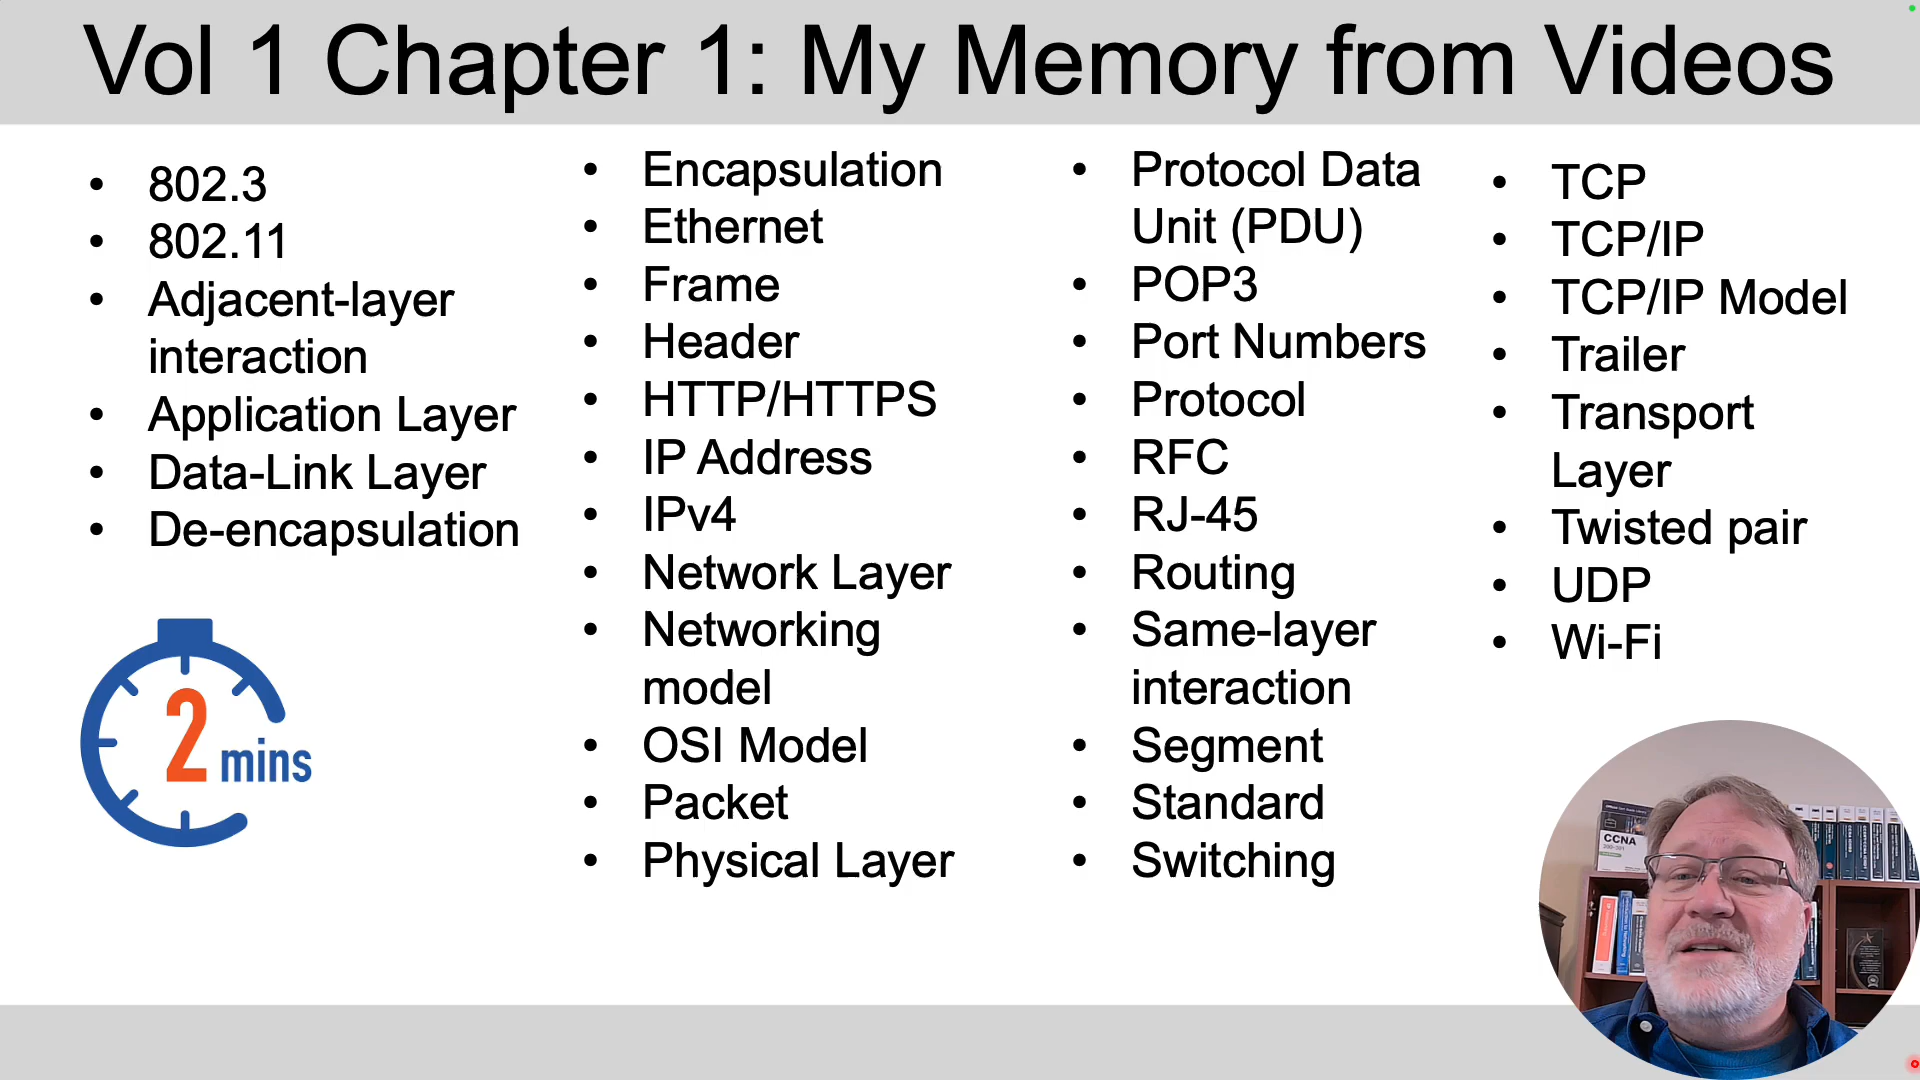 Vol 1 Chapter 1: My Memory from Videos
• 802.3
• 802.11
• Adjacent-layer
interaction
• Application Layer
• Data-Link Layer
• De-encapsulation
2 mins
• Encapsulation
• Ethernet
• Frame
• Header
• HTTP/HTTPS
• IP Address
• IPv4
• Network Layer
• Networking
model
• OSI Model
• Packet
• Physical Layer
• Protocol Data
Unit (PDU)
• POP3
• Port Numbers
• Protocol
• RFC
• RJ-45
• Routing
• Same-layer
interaction
• Segment
• Standard
• Switching
• TCP
• TCP/IP
• TCP/IP Model
• Trailer
• Transport
Layer
• Twisted pair
• UDP
• Wi-Fi
CCNA